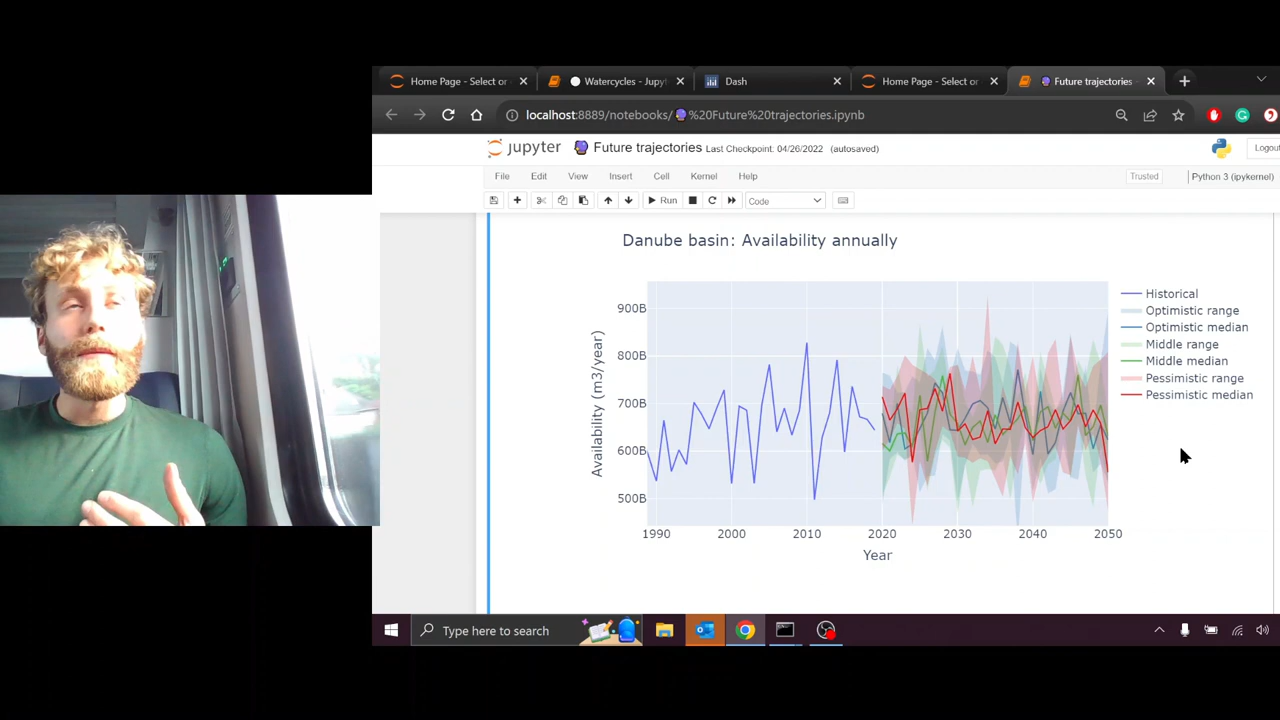 Home Page - Select or
Watercycles - Jupyt
Dash
Home Page - Select or
Future trajectories -
localhost:8889/notebooks/🔮%20Future%20trajectories.ipynb
jupyter
Future trajectories Last Checkpoint: 04/26/2022 (autosaved)
Logout
File Edit View Insert Cell Kernel Help
Trusted
Python 3 (ipykernel)
Run
Code
Danube basin: Availability annually
Availability (m3/year)
900B
800B
700B
600B
500B
1990 2000 2010 2020 2030 2040 2050
Year
Historical
Optimistic range
Optimistic median
Middle range
Middle median
Pessimistic range
Pessimistic median
Type here to search